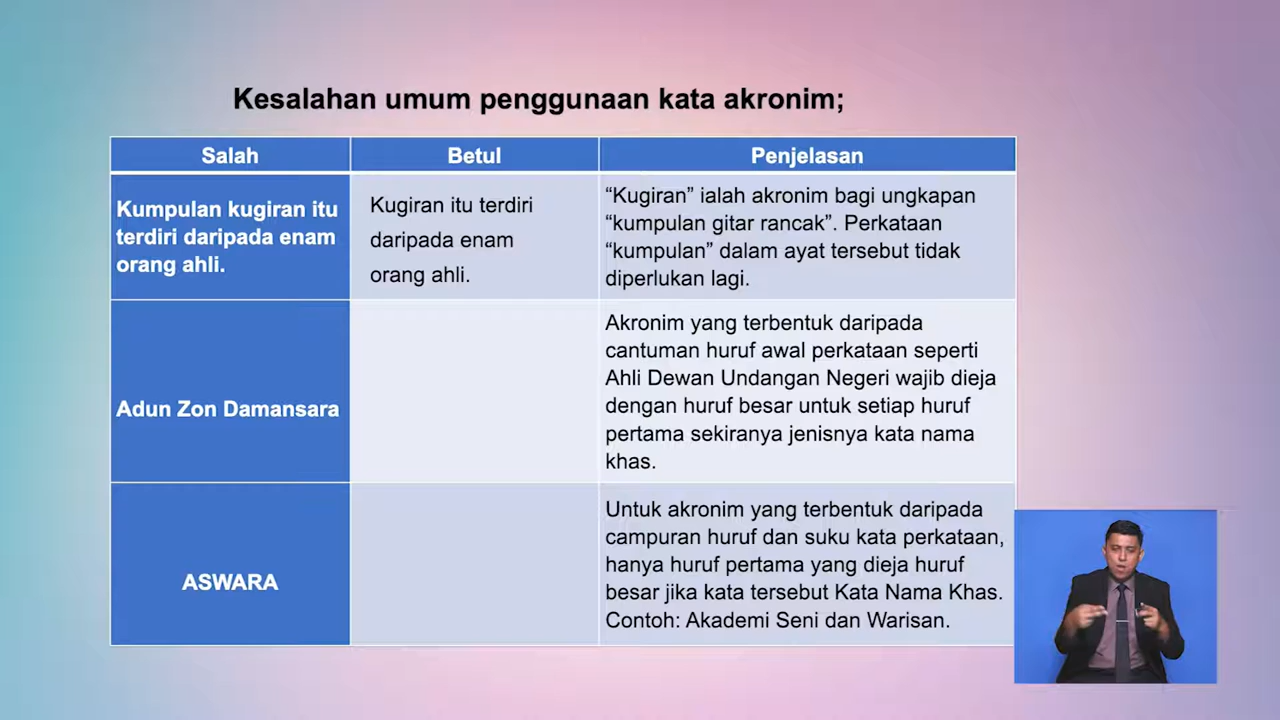 Kesalahan umum penggunaan kata akronim;
Salah
Betul
Penjelasan
Kumpulan kugiran itu
terdiri daripada enam
orang ahli.
Kugiran itu terdiri
daripada enam
orang ahli.
“Kugiran” ialah akronim bagi ungkapan
“kumpulan gitar rancak”. Perkataan
“kumpulan” dalam ayat tersebut tidak
diperlukan lagi.
Adun Zon Damansara
Akronim yang terbentuk daripada
cantuman huruf awal perkataan seperti
Ahli Dewan Undangan Negeri wajib dieja
dengan huruf besar untuk setiap huruf
pertama sekiranya jenisnya kata nama
khas.
ASWARA
Untuk akronim yang terbentuk daripada
campuran huruf dan suku kata perkataan,
hanya huruf pertama yang dieja huruf
besar jika kata tersebut Kata Nama Khas.
Contoh: Akademi Seni dan Warisan.